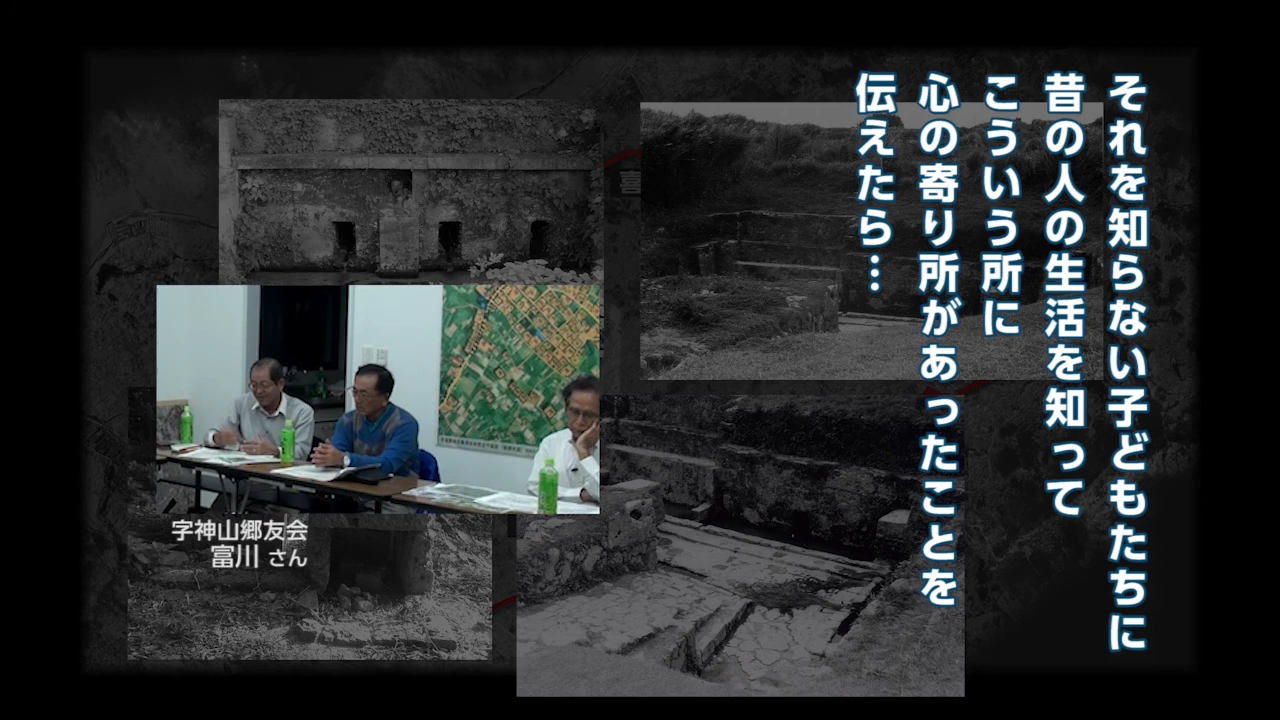 それを知らない子どもたちに
昔の人の生活を知って
こういう所に
心の寄り所があったことを
伝えたら…
字神山郷友会
富川 さん